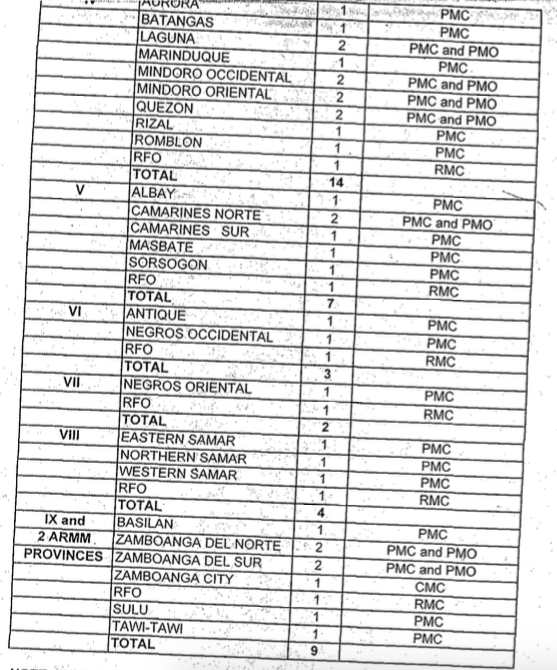 AURORA 1 PMC
BATANGAS 1 PMC
LAGUNA 2 PMC and PMO
MARINDUQUE 1 PMC
MINDORO OCCIDENTAL 2 PMC and PMO
MINDORO ORIENTAL 2 PMC and PMO
QUEZON 2 PMC and PMO
RIZAL 1 PMC
ROMBLON 1 PMC
RFO 1 RMC
TOTAL 14
V ALBAY 1 PMC
CAMARINES NORTE 2 PMC and PMO
CAMARINES SUR 1 PMC
MASBATE 1 PMC
SORSOGON 1 PMC
RFO 1 RMC
TOTAL 7
VI ANTIQUE 1 PMC
NEGROS OCCIDENTAL 1 PMC
RFO 1 RMC
TOTAL 3
VII NEGROS ORIENTAL 1 PMC
RFO 1 RMC
TOTAL 2
VIII EASTERN SAMAR 1 PMC
NORTHERN SAMAR 1 PMC
WESTERN SAMAR 1 PMC
RFO 1 RMC
TOTAL 4
IX and BASILAN 1 PMC
2 ARMM ZAMBOANGA DEL NORTE 2 PMC and PMO
PROVINCES ZAMBOANGA DEL SUR 2 PMC and PMO
ZAMBOANGA CITY 1 CMC
RFO 1 RMC
SULU 1 PMC
TAWI-TAWI 1 PMC
TOTAL 9